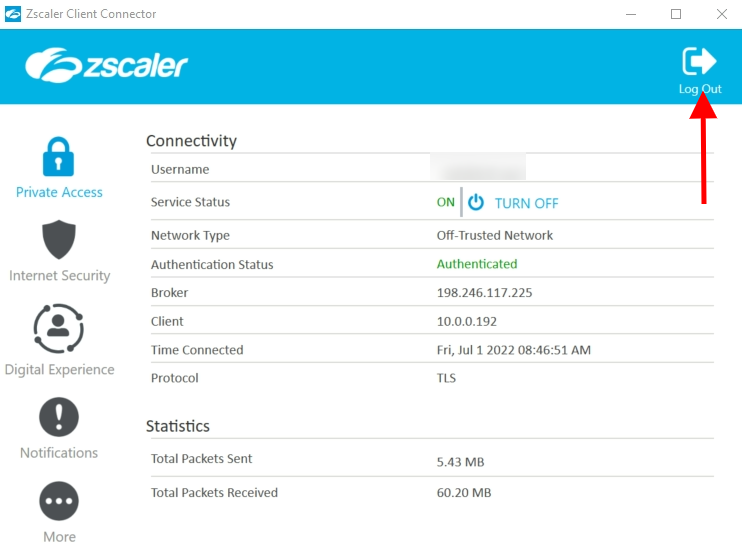 Zscaler Client Connector
zscaler
Log Out
Connectivity
Private Access
Username
Service Status ON TURN OFF
Network Type Off-Trusted Network
Internet Security
Authentication Status Authenticated
Broker 198.246.117.225
Client 10.0.0.192
Time Connected Fri, Jul 1 2022 08:46:51 AM
Digital Experience
Protocol TLS
Statistics
Notifications
Total Packets Sent 5.43 MB
Total Packets Received 60.20 MB
More